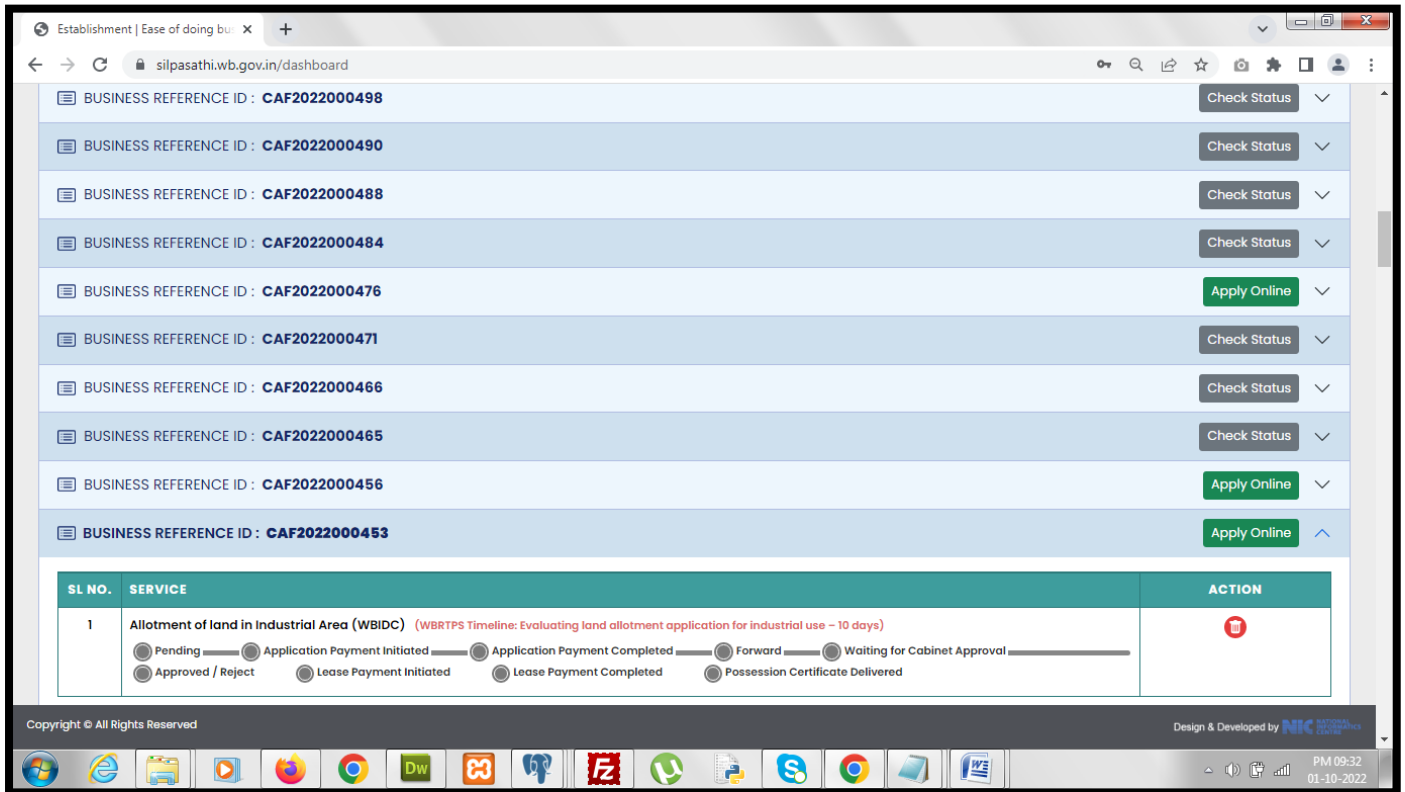 Establishment | Ease of doing bu
silpasathi.wb.gov.in/dashboard
BUSINESS REFERENCE ID : CAF2022000498 Check Status
BUSINESS REFERENCE ID : CAF2022000490 Check Status
BUSINESS REFERENCE ID : CAF2022000488 Check Status
BUSINESS REFERENCE ID : CAF2022000484 Check Status
BUSINESS REFERENCE ID : CAF2022000476 Apply Online
BUSINESS REFERENCE ID : CAF2022000471 Check Status
BUSINESS REFERENCE ID : CAF2022000466 Check Status
BUSINESS REFERENCE ID : CAF2022000465 Check Status
BUSINESS REFERENCE ID : CAF2022000456 Apply Online
BUSINESS REFERENCE ID : CAF2022000453 Apply Online
SL NO. SERVICE ACTION
1 Allotment of land in Industrial Area (WBIDC) (WBRTPS Timeline: Evaluating land allotment application for industrial use – 10 days)
Pending Application Payment Initiated Application Payment Completed Forward Waiting for Cabinet Approval
Approved / Reject Lease Payment Initiated Lease Payment Completed Possession Certificate Delivered
Copyright © All Rights Reserved Design & Developed by NIC NATIONAL INFORMATICS CENTRE
Dw
PM 09:32
01-10-2022